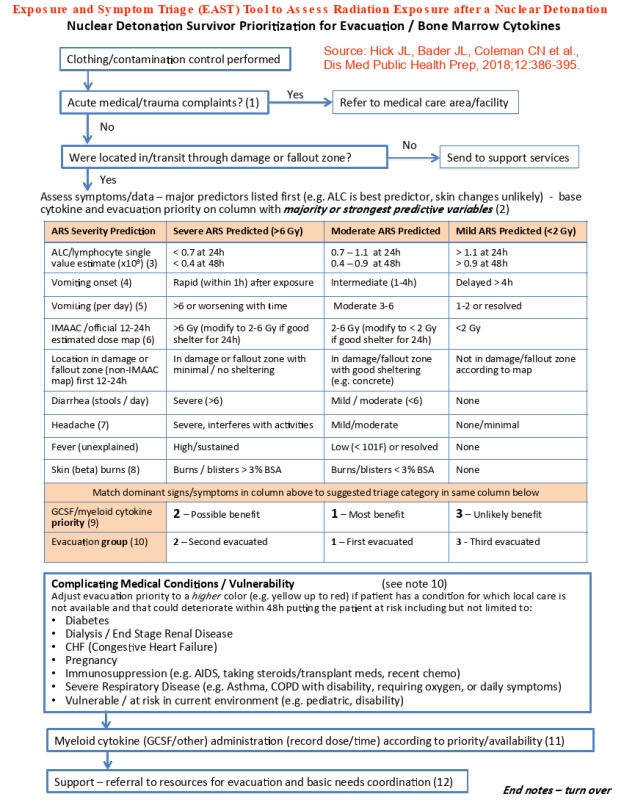 Exposure and Symptom Triage (EAST) Tool to Assess Radiation Exposure after a Nuclear Detonation
Nuclear Detonation Survivor Prioritization for Evacuation / Bone Marrow Cytokines
Clothing/contamination control performed
Source: Hick JL, Bader JL, Coleman CN et al.,
Dis Med Public Health Prep, 2018;12:386-395.
Acute medical/trauma complaints? (1)
Yes
Refer to medical care area/facility
No
Were located in/transit through damage or fallout zone?
No
Send to support services
Yes
Assess symptoms/data – major predictors listed first (e.g. ALC is best predictor, skin changes unlikely) - base
cytokine and evacuation priority on column with majority or strongest predictive variables (2)
ARS Severity Prediction Severe ARS Predicted (>6 Gy) Moderate ARS Predicted Mild ARS Predicted (<2 Gy)
ALC/lymphocyte single < 0.7 at 24h 0.7 – 1.1 at 24h > 1.1 at 24h
value estimate (x10⁹) (3) < 0.4 at 48h 0.4 – 0.9 at 48h > 0.9 at 48h
Vomiting onset (4) Rapid (within 1h) after exposure Intermediate (1-4h) Delayed > 4h
Vomiting (per day) (5) >6 or worsening with time Moderate 3-6 1-2 or resolved
IMAAC /official 12-24h >6 Gy (modify to 2-6 Gy if good 2-6 Gy (modify to < 2 Gy <2 Gy
estimated dose map (6) shelter for 24h) if good shelter for 24h)
Location in damage or In damage or fallout zone with In damage/fallout zone Not in damage/fallout zone
fallout zone (non-IMAAC minimal / no sheltering with good sheltering according to map
map) first 12-24h (e.g. concrete)
Diarrhea (stools / day) Severe (>6) Mild / moderate (<6) None
Headache (7) Severe, interferes with activities Mild/moderate None/minimal
Fever (unexplained) High/sustained Low (< 101F) or resolved None
Skin (beta) burns (8) Burns / blisters > 3% BSA Burns/blisters < 3% BSA None
Match dominant signs/symptoms in column above to suggested triage category in same column below
GCSF/myeloid cytokine 2 – Possible benefit 1 – Most benefit 3 – Unlikely benefit
priority (9)
Evacuation group (10) 2 – Second evacuated 1 – First evacuated 3 - Third evacuated
Complicating Medical Conditions / Vulnerability (see note 10)
Adjust evacuation priority to a higher color (e.g. yellow up to red) if patient has a condition for which local care is
not available and that could deteriorate within 48h putting the patient at risk including but not limited to:
• Diabetes
• Dialysis / End Stage Renal Disease
• CHF (Congestive Heart Failure)
• Pregnancy
• Immunosuppression (e.g. AIDS, taking steroids/transplant meds, recent chemo)
• Severe Respiratory Disease (e.g. Asthma, COPD with disability, requiring oxygen, or daily symptoms)
• Vulnerable / at risk in current environment (e.g. pediatric, disability)
Myeloid cytokine (GCSF/other) administration (record dose/time) according to priority/availability (11)
Support – referral to resources for evacuation and basic needs coordination (12)
End notes – turn over